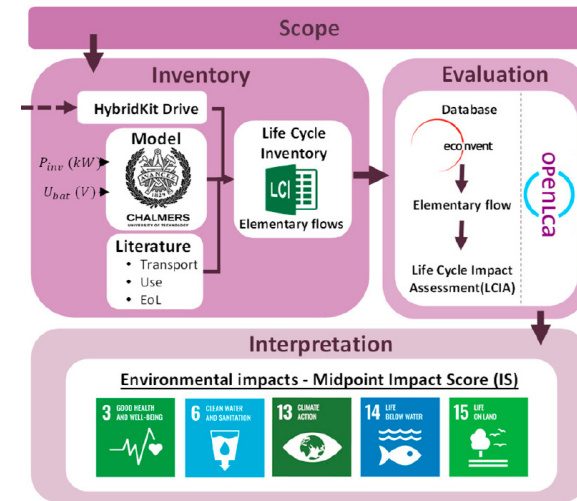 Scope
Inventory
HybridKit Drive
Model
P_inv (kW)
U_bat (V)
AVANCEZ
1829
CHALMERS
UNIVERSITY OF TECHNOLOGY
Literature
• Transport
• Use
• EoL
Life Cycle
Inventory
LCI
Elementary flows
Evaluation
Database
ecoinvent
Elementary flow
Life Cycle Impact
Assessment(LCIA)
openLca
Interpretation
Environmental impacts - Midpoint Impact Score (IS)
3 GOOD HEALTH
AND WELL-BEING
6 CLEAN WATER
AND SANITATION
13 CLIMATE
ACTION
14 LIFE
BELOW WATER
15 LIFE
ON LAND